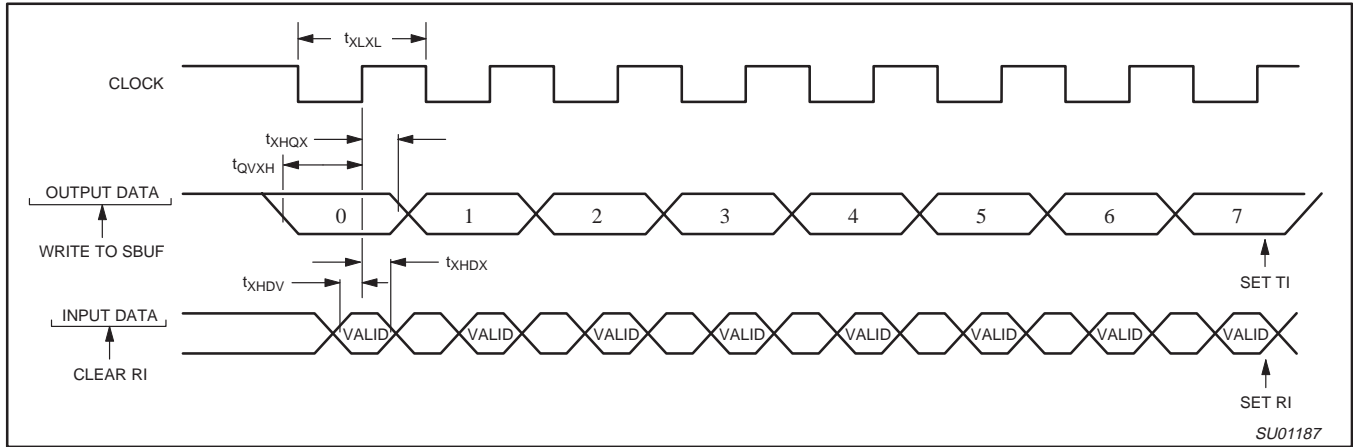 tXLXL
CLOCK
tXHQX
tQVXH
OUTPUT DATA
0 1 2 3 4 5 6 7
WRITE TO SBUF
tXHDX
tXHDV
SET TI
INPUT DATA
VALID VALID VALID VALID VALID VALID VALID VALID
CLEAR RI
SET RI
SU01187